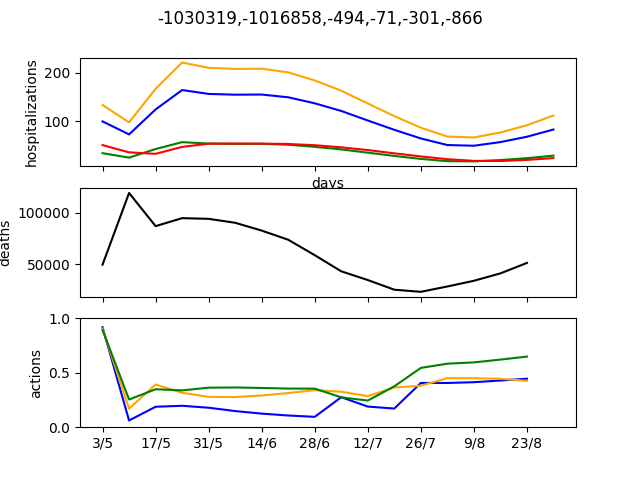 -1030319,-1016858,-494,-71,-301,-866
hospitalizations
200
100
days
deaths
100000
50000
actions
1.0
0.5
0.0
3/5 17/5 31/5 14/6 28/6 12/7 26/7 9/8 23/8